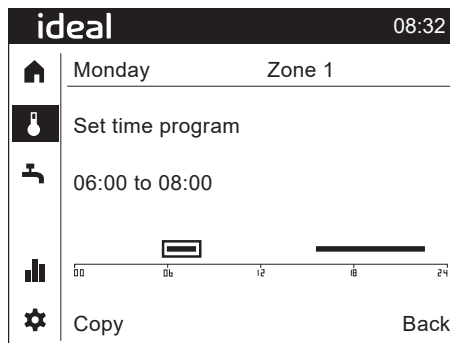 ideal 08:32
Monday Zone 1
Set time program
06:00 to 08:00
00 06 12 18 24
Copy Back